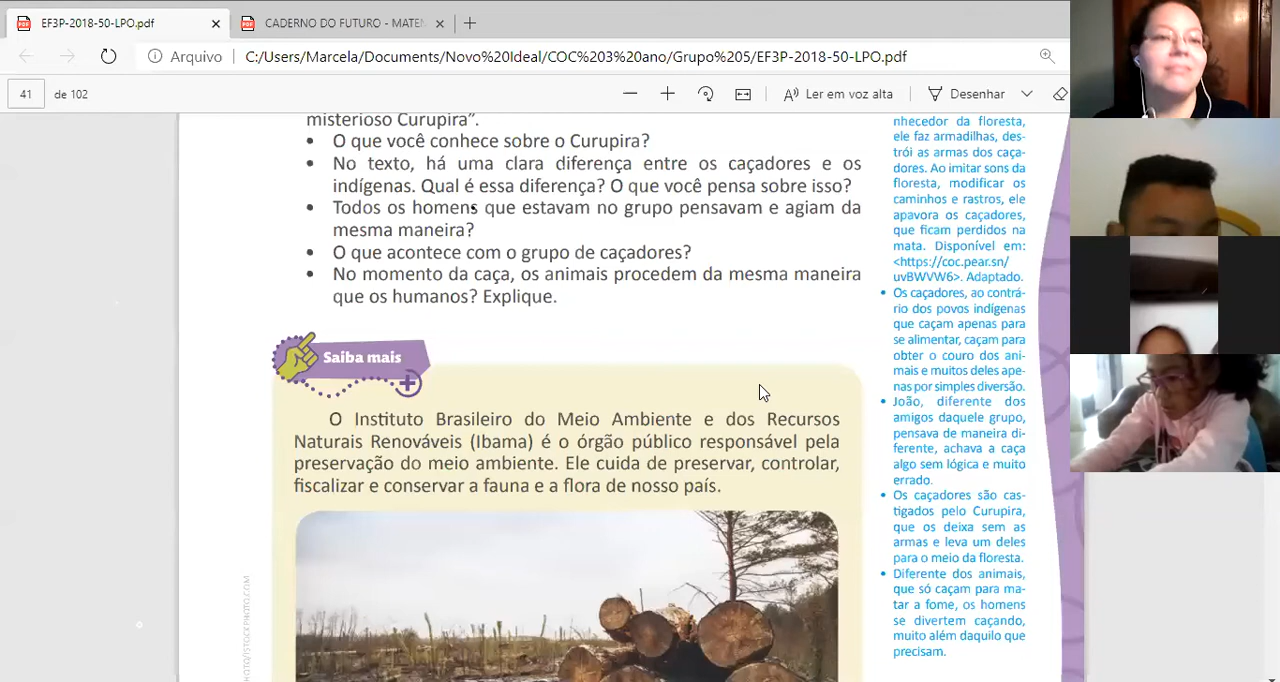 EF3P-2018-50-LPO.pdf
CADERNO DO FUTURO - MATE
Arquivo
C:/Users/Marcela/Documents/Novo%20Ideal/COC%203%20ano/Grupo%205/EF3P-2018-50-LPO.pdf
41
de 102
Ler em voz alta
Desenhar
misterioso Curupira".
• O que você conhece sobre o Curupira?
• No texto, há uma clara diferença entre os caçadores e os
indígenas. Qual é essa diferença? O que você pensa sobre isso?
• Todos os homens que estavam no grupo pensavam e agiam da
mesma maneira?
• O que acontece com o grupo de caçadores?
• No momento da caça, os animais procedem da mesma maneira
que os humanos? Explique.
Saiba mais
O Instituto Brasileiro do Meio Ambiente e dos Recursos
Naturais Renováveis (Ibama) é o órgão público responsável pela
preservação do meio ambiente. Ele cuida de preservar, controlar,
fiscalizar e conservar a fauna e a flora de nosso país.
nhecedor da floresta,
ele faz armadilhas, des-
trói as armas dos caça-
dores. Ao imitar sons da
floresta, modificar os
caminhos e rastros, ele
apavora os caçadores,
que ficam perdidos na
mata. Disponível em:
<https://coc.pear.sn/
uvBWVW6>. Adaptado.
• Os caçadores, ao contrá-
rio dos povos indígenas
que caçam apenas para
se alimentar, caçam para
obter o couro dos ani-
mais e muitos deles ape-
nas por simples diversão.
• João, diferente dos
amigos daquele grupo,
pensava de maneira di-
ferente, achava a caça
algo sem lógica e muito
errado.
• Os caçadores são cas-
tigados pelo Curupira,
que os deixa sem as
armas e leva um deles
para o meio da floresta.
• Diferente dos animais,
que só caçam para ma-
tar a fome, os homens
se divertem caçando,
muito além daquilo que
precisam.